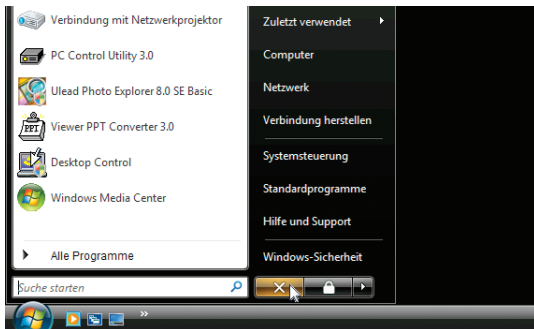 Verbindung mit Netzwerkprojektor
PC Control Utility 3.0
Ulead Photo Explorer 8.0 SE Basic
PPT
Viewer PPT Converter 3.0
Desktop Control
Windows Media Center
Alle Programme
Suche starten
Zuletzt verwendet
Computer
Netzwerk
Verbindung herstellen
Systemsteuerung
Standardprogramme
Hilfe und Support
Windows-Sicherheit
»